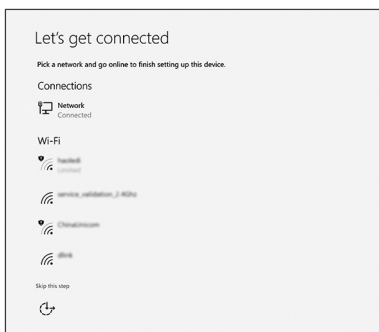 Let's get connected
Pick a network and go online to finish setting up this device.
Connections
Network
Connected
Wi-Fi
Limited
service_validation_2.4Ghz
ChinaUnicom
dlink
Skip this step